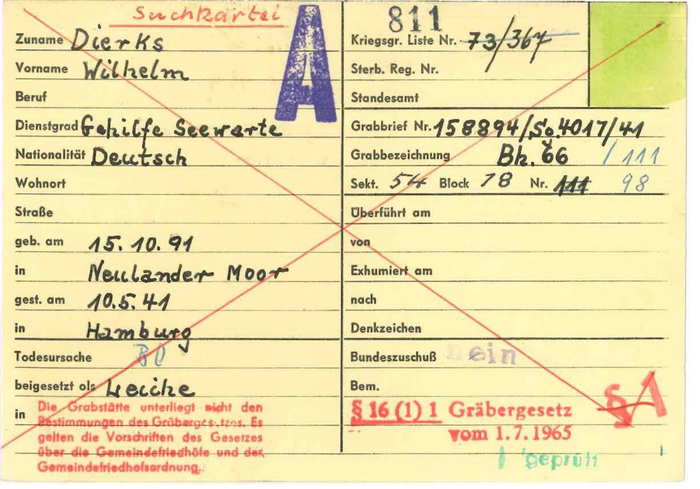 Suchkartei
A
811
Zuname Dierks
Vorname Wilhelm
Beruf
Dienstgrad Gehilfe Seewarte
Nationalität Deutsch
Wohnort
Straße
geb. am 15.10.91
in Neulander Moor
gest. am 10.5.41
in Hamburg
Todesursache
beigesetzt als Leiche
in
Die Grabstätte unterliegt nicht den
Bestimmungen des Gräbergesetzes. Es
gelten die Vorschriften des Gesetzes
über die Gemeindefriedhöfe und der
Gemeindefriedhofsordnung.
Kriegsgr. Liste Nr. 73/367
Sterb. Reg. Nr.
Standesamt
Grabbrief Nr. 158894/So.4017/41
Grabbezeichnung Bh. 66 / 111
Sekt. 54 Block 18 Nr. 111 98
Überführt am
von
Exhumiert am
nach
Denkzeichen
Bundeszuschuß nein
Bem.
§ 16 (1) 1 Gräbergesetz
vom 1.7.1965
§ A
geprüft